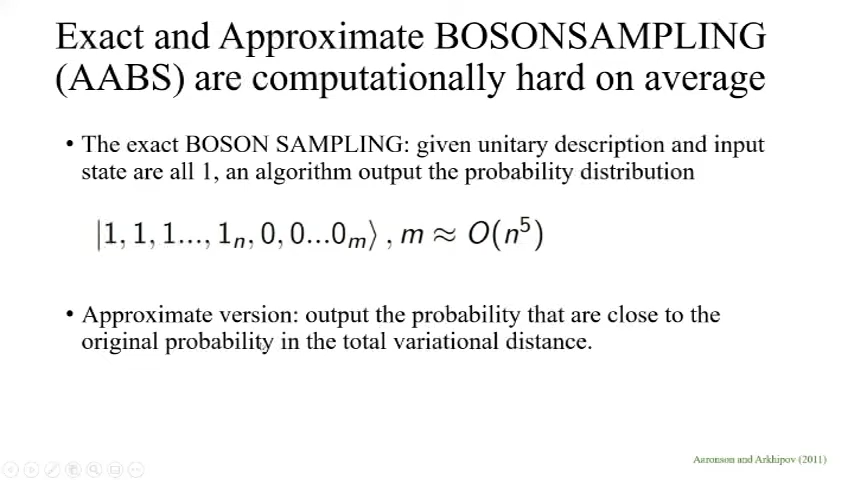 Exact and Approximate BOSONSAMPLING
(AABS) are computationally hard on average
• The exact BOSON SAMPLING: given unitary description and input
state are all 1, an algorithm output the probability distribution
|1, 1, 1..., 1ₙ, 0, 0...0ₘ⟩ , m ≈ O(n⁵)
• Approximate version: output the probability that are close to the
original probability in the total variational distance.
Aaronson and Arkhipov (2011)